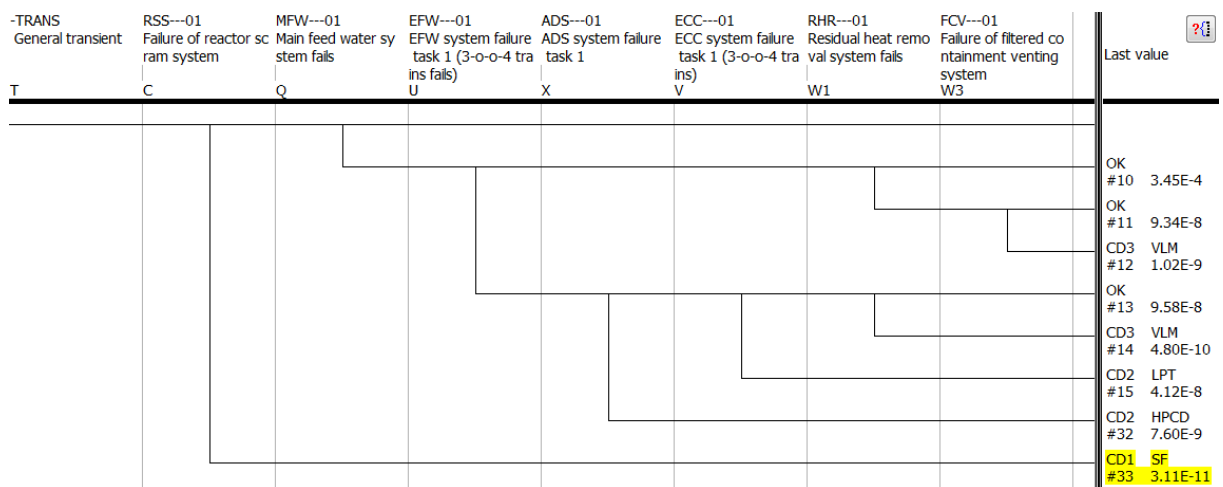 -TRANS RSS---01 MFW---01 EFW---01 ADS---01 ECC---01 RHR---01 FCV---01
General transient Failure of reactor sc Main feed water sy EFW system failure ADS system failure ECC system failure Residual heat remo Failure of filtered co Last value
ram system stem fails task 1 (3-o-o-4 tra task 1 task 1 (3-o-o-4 tra val system fails ntainment venting
ins fails) ins) system
T C Q U X V W1 W3
OK
#10 3.45E-4
OK
#11 9.34E-8
CD3 VLM
#12 1.02E-9
OK
#13 9.58E-8
CD3 VLM
#14 4.80E-10
CD2 LPT
#15 4.12E-8
CD2 HPCD
#32 7.60E-9
CD1 SF
#33 3.11E-11